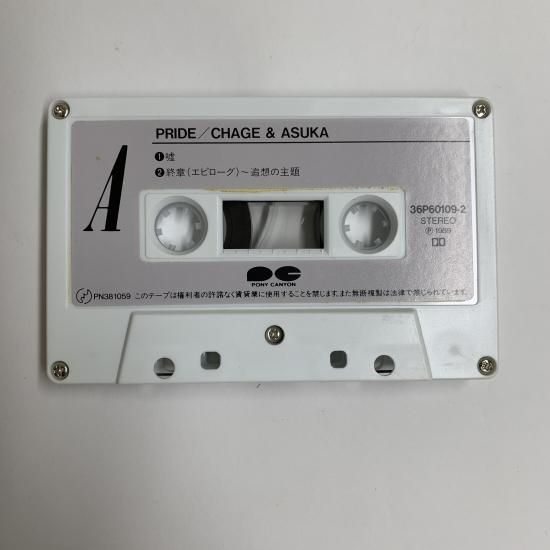 A
PRIDE／CHAGE & ASUKA
❶嘘
❷終章(エピローグ)～追想の主題
36P60109-2
STEREO
Ⓟ1989
PONY CANYON
PN381059 このテープは権利者の許諾なく賃貸業に使用することを禁じます。また無断複製は法律で禁じられています。